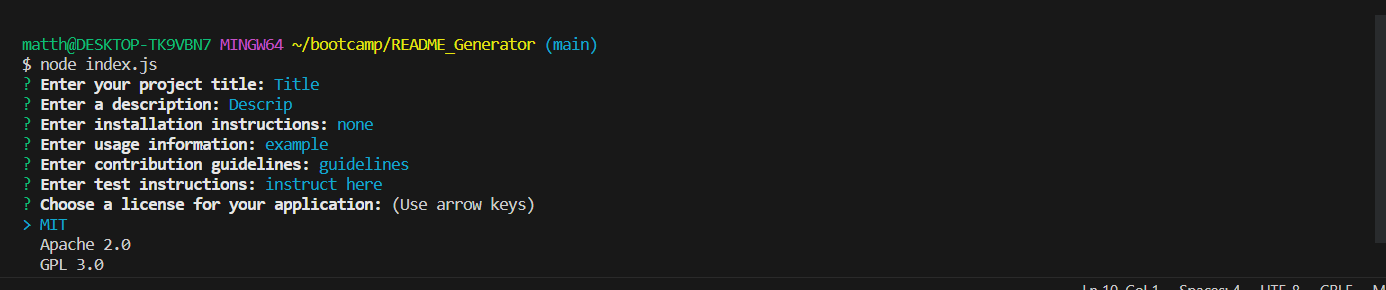 matth@DESKTOP-TK9VBN7 MINGW64 ~/bootcamp/README_Generator (main)
$ node index.js
? Enter your project title: Title
? Enter a description: Descrip
? Enter installation instructions: none
? Enter usage information: example
? Enter contribution guidelines: guidelines
? Enter test instructions: instruct here
? Choose a license for your application: (Use arrow keys)
> MIT
Apache 2.0
GPL 3.0
Ln 10, Col 1 Spaces: 4 UTF-8 CRLF